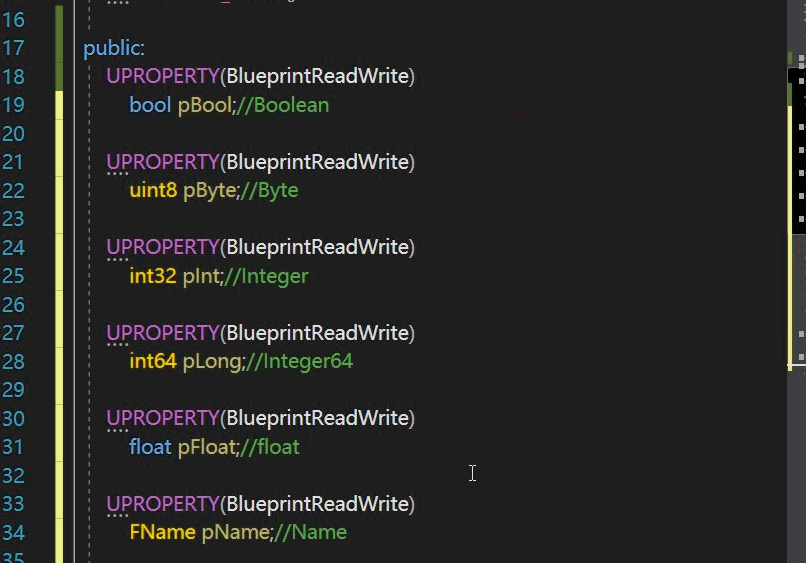 16
17 public:
18 UPROPERTY(BlueprintReadWrite)
19 bool pBool;//Boolean
20
21 UPROPERTY(BlueprintReadWrite)
22 uint8 pByte;//Byte
23
24 UPROPERTY(BlueprintReadWrite)
25 int32 pInt;//Integer
26
27 UPROPERTY(BlueprintReadWrite)
28 int64 pLong;//Integer64
29
30 UPROPERTY(BlueprintReadWrite)
31 float pFloat;//float
32
33 UPROPERTY(BlueprintReadWrite)
34 FName pName;//Name
35